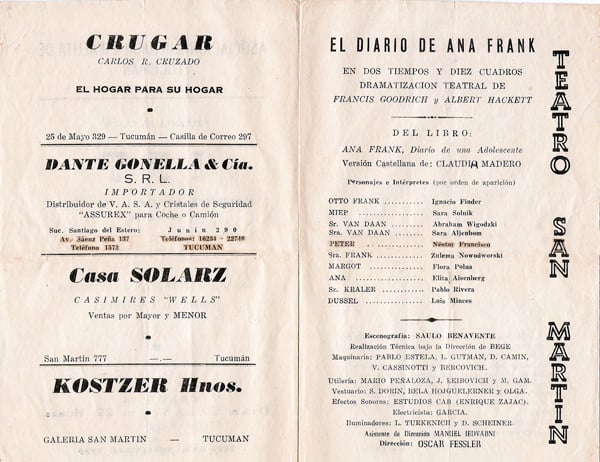 CRUGAR
CARLOS R. CRUZADO
EL HOGAR PARA SU HOGAR
25 de Mayo 329 — Tucumán — Casilla de Correo 297
DANTE GONELLA & Cía.
S. R. L.
IMPORTADOR
Distribuidor de V. A. S. A. y Cristales de Seguridad
"ASSUREX" para Coche o Camión
Suc. Santiago del Estero: Junín 290
Av. Sáenz Peña 137 Teléfonos: 16234 - 22740
Teléfono 1573 TUCUMAN
Casa SOLARZ
CASIMIRES "WELLS"
Ventas por Mayor y MENOR
San Martín 777 —.— Tucumán
KOSTZER Hnos.
GALERIA SAN MARTIN — TUCUMAN
EL DIARIO DE ANA FRANK
EN DOS TIEMPOS Y DIEZ CUADROS
DRAMATIZACION TEATRAL DE
FRANCIS GOODRICH y ALBERT HACKETT
DEL LIBRO:
ANA FRANK, Diario de una Adolescente
Versión Castellana de: CLAUDIA MADERO
Personajes e Intérpretes (por orden de aparición)
OTTO FRANK ............ Ignacio Finder
MIEP ............ Sara Solnik
Sr. VAN DAAN ............ Abraham Wigodzki
Sra. VAN DAAN ............ Sara Aljenbom
PETER ............ Néstor Francisco
Sra. FRANK ............ Zulema Nowodworski
MARGOT ............ Flora Polus
ANA ............ Elita Aisenberg
Sr. KRALER ............ Pablo Rivera
DUSSEL ............ Luis Minces
Escenografía: SAULO BENAVENTE
Realización Técnica bajo la Dirección de BEGE
Maquinaria: PABLO ESTELA, L. GUTMAN, D. CAMIN,
V. CASSINOTTI y BERCOVICH.
Utilería: MARIO PEÑALOZA, J. LEIBOVICH y M. GAM.
Vestuario: S. DORIN, BELA HOJGUELERNER y OLGA.
Efectos Sonoros: ESTUDIOS CAB (ENRIQUE ZAJAC).
Electricista: GARCIA.
Iluminadores: L. TURKENICH y D. SCHEINER.
Asistente de Dirección MANUEL IEDVABNI
Dirección: OSCAR FESSLER
TEATRO SAN MARTIN